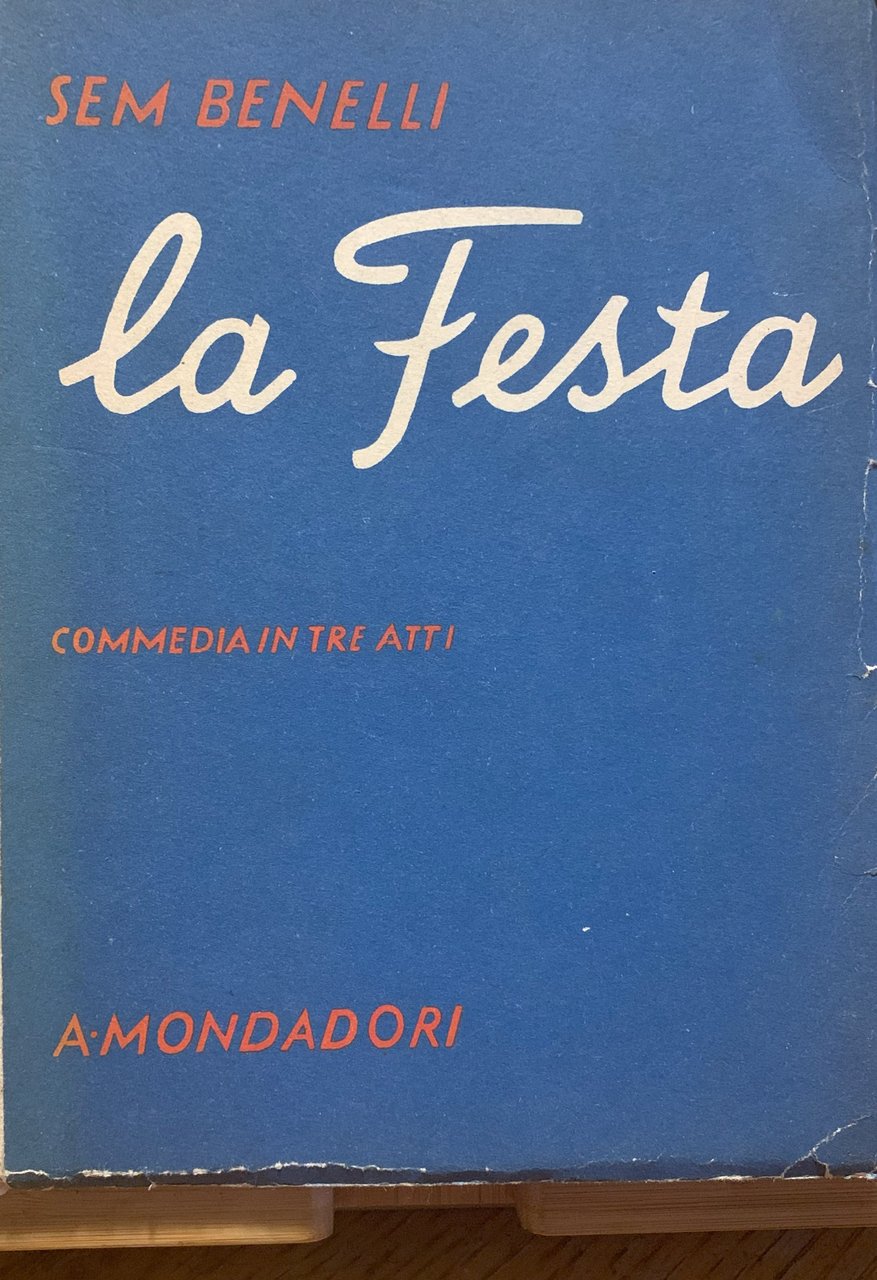 SEM BENELLI
la Festa
COMMEDIA IN TRE ATTI
A·MONDADORI